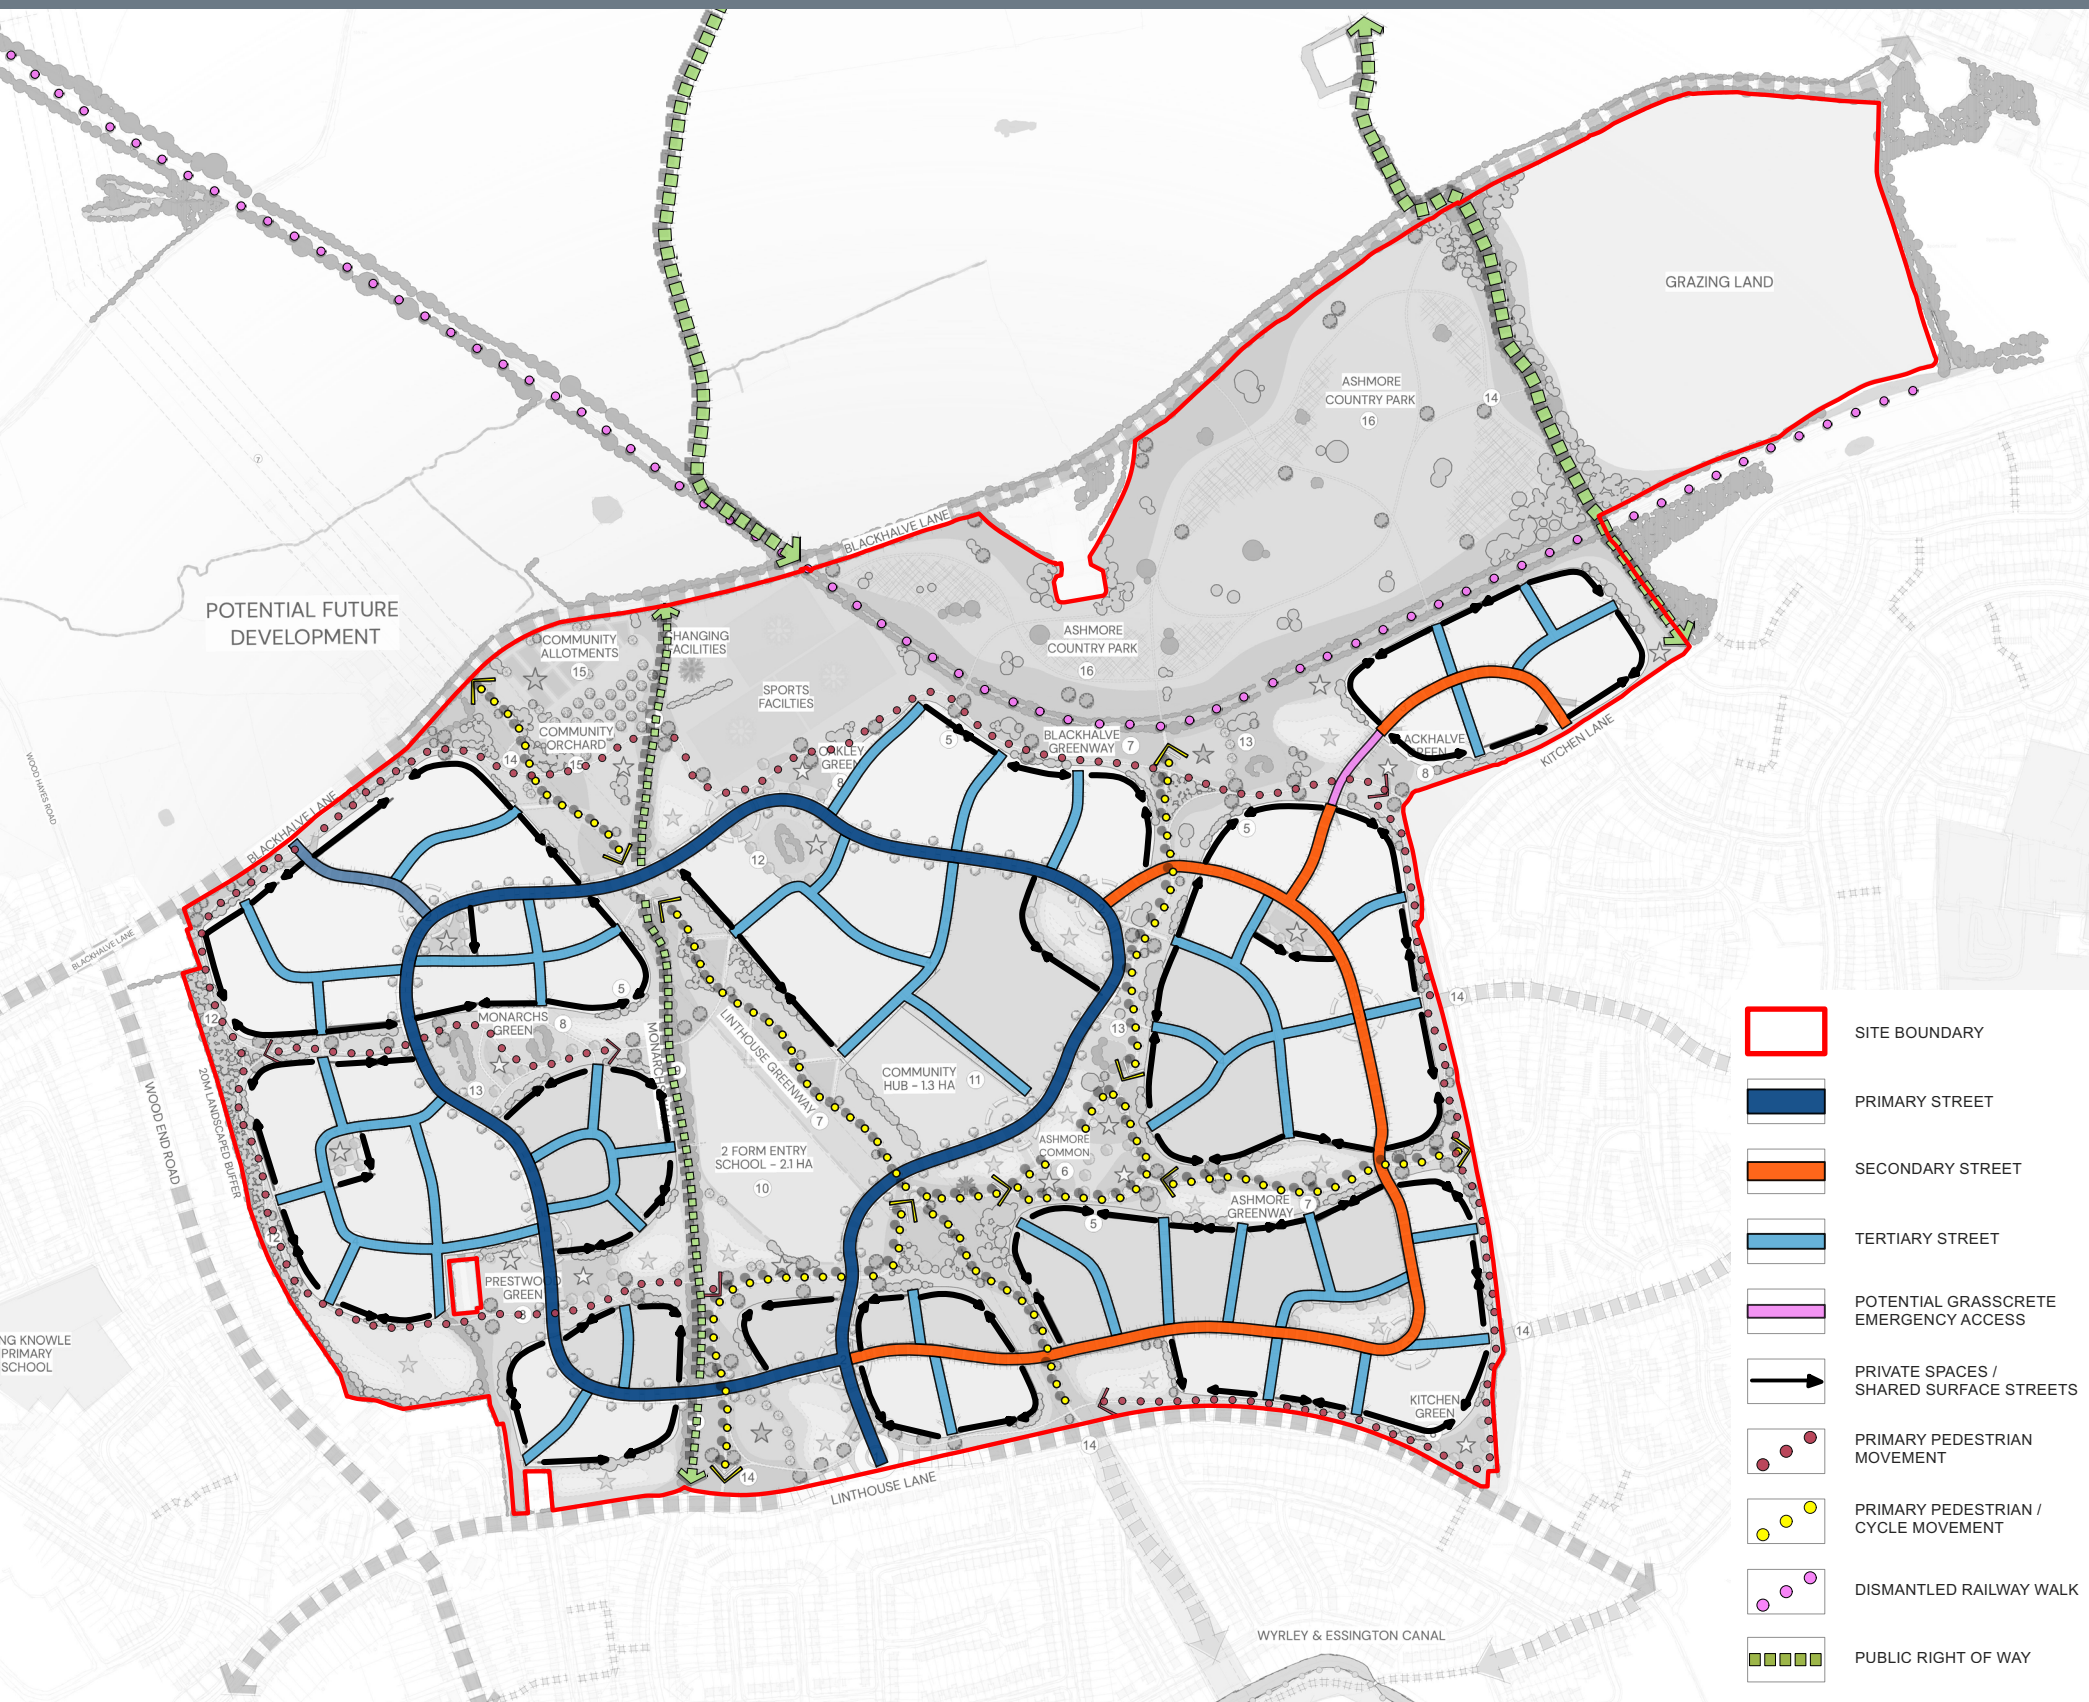 GRAZING LAND
ASHMORE
COUNTRY PARK
16
14
7
BLACKHALVE LANE
POTENTIAL FUTURE
DEVELOPMENT
COMMUNITY
ALLOTMENTS
15
HANGING
FACILITIES
ASHMORE
COUNTRY PARK
16
SPORTS
FACILTIES
COMMUNITY
ORCHARD
15
14
OAKLEY
GREEN
8
5
BLACKHALVE
GREENWAY
7
13
BLACKHALVE
GREEN
8
KITCHEN LANE
WOOD HAYES ROAD
BLACKHALVE LANE
12
5
BLACKHALVE LANE
5
MONARCHS
GREEN
8
12
13
14
13
MONARCHS
9
LINTHOUSE GREENWAY
7
COMMUNITY
HUB – 1.3 HA
11
WOOD END ROAD
20M LANDSCAPED BUFFER
2 FORM ENTRY
SCHOOL – 2.1 HA
10
ASHMORE
COMMON
6
ASHMORE
GREENWAY
7
5
12
PRESTWOOD
GREEN
8
14
NG KNOWLE
PRIMARY
SCHOOL
KITCHEN
GREEN
8
14
14
LINTHOUSE LANE
WYRLEY & ESSINGTON CANAL
SITE BOUNDARY
PRIMARY STREET
SECONDARY STREET
TERTIARY STREET
POTENTIAL GRASSCRETE
EMERGENCY ACCESS
PRIVATE SPACES /
SHARED SURFACE STREETS
PRIMARY PEDESTRIAN
MOVEMENT
PRIMARY PEDESTRIAN /
CYCLE MOVEMENT
DISMANTLED RAILWAY WALK
PUBLIC RIGHT OF WAY